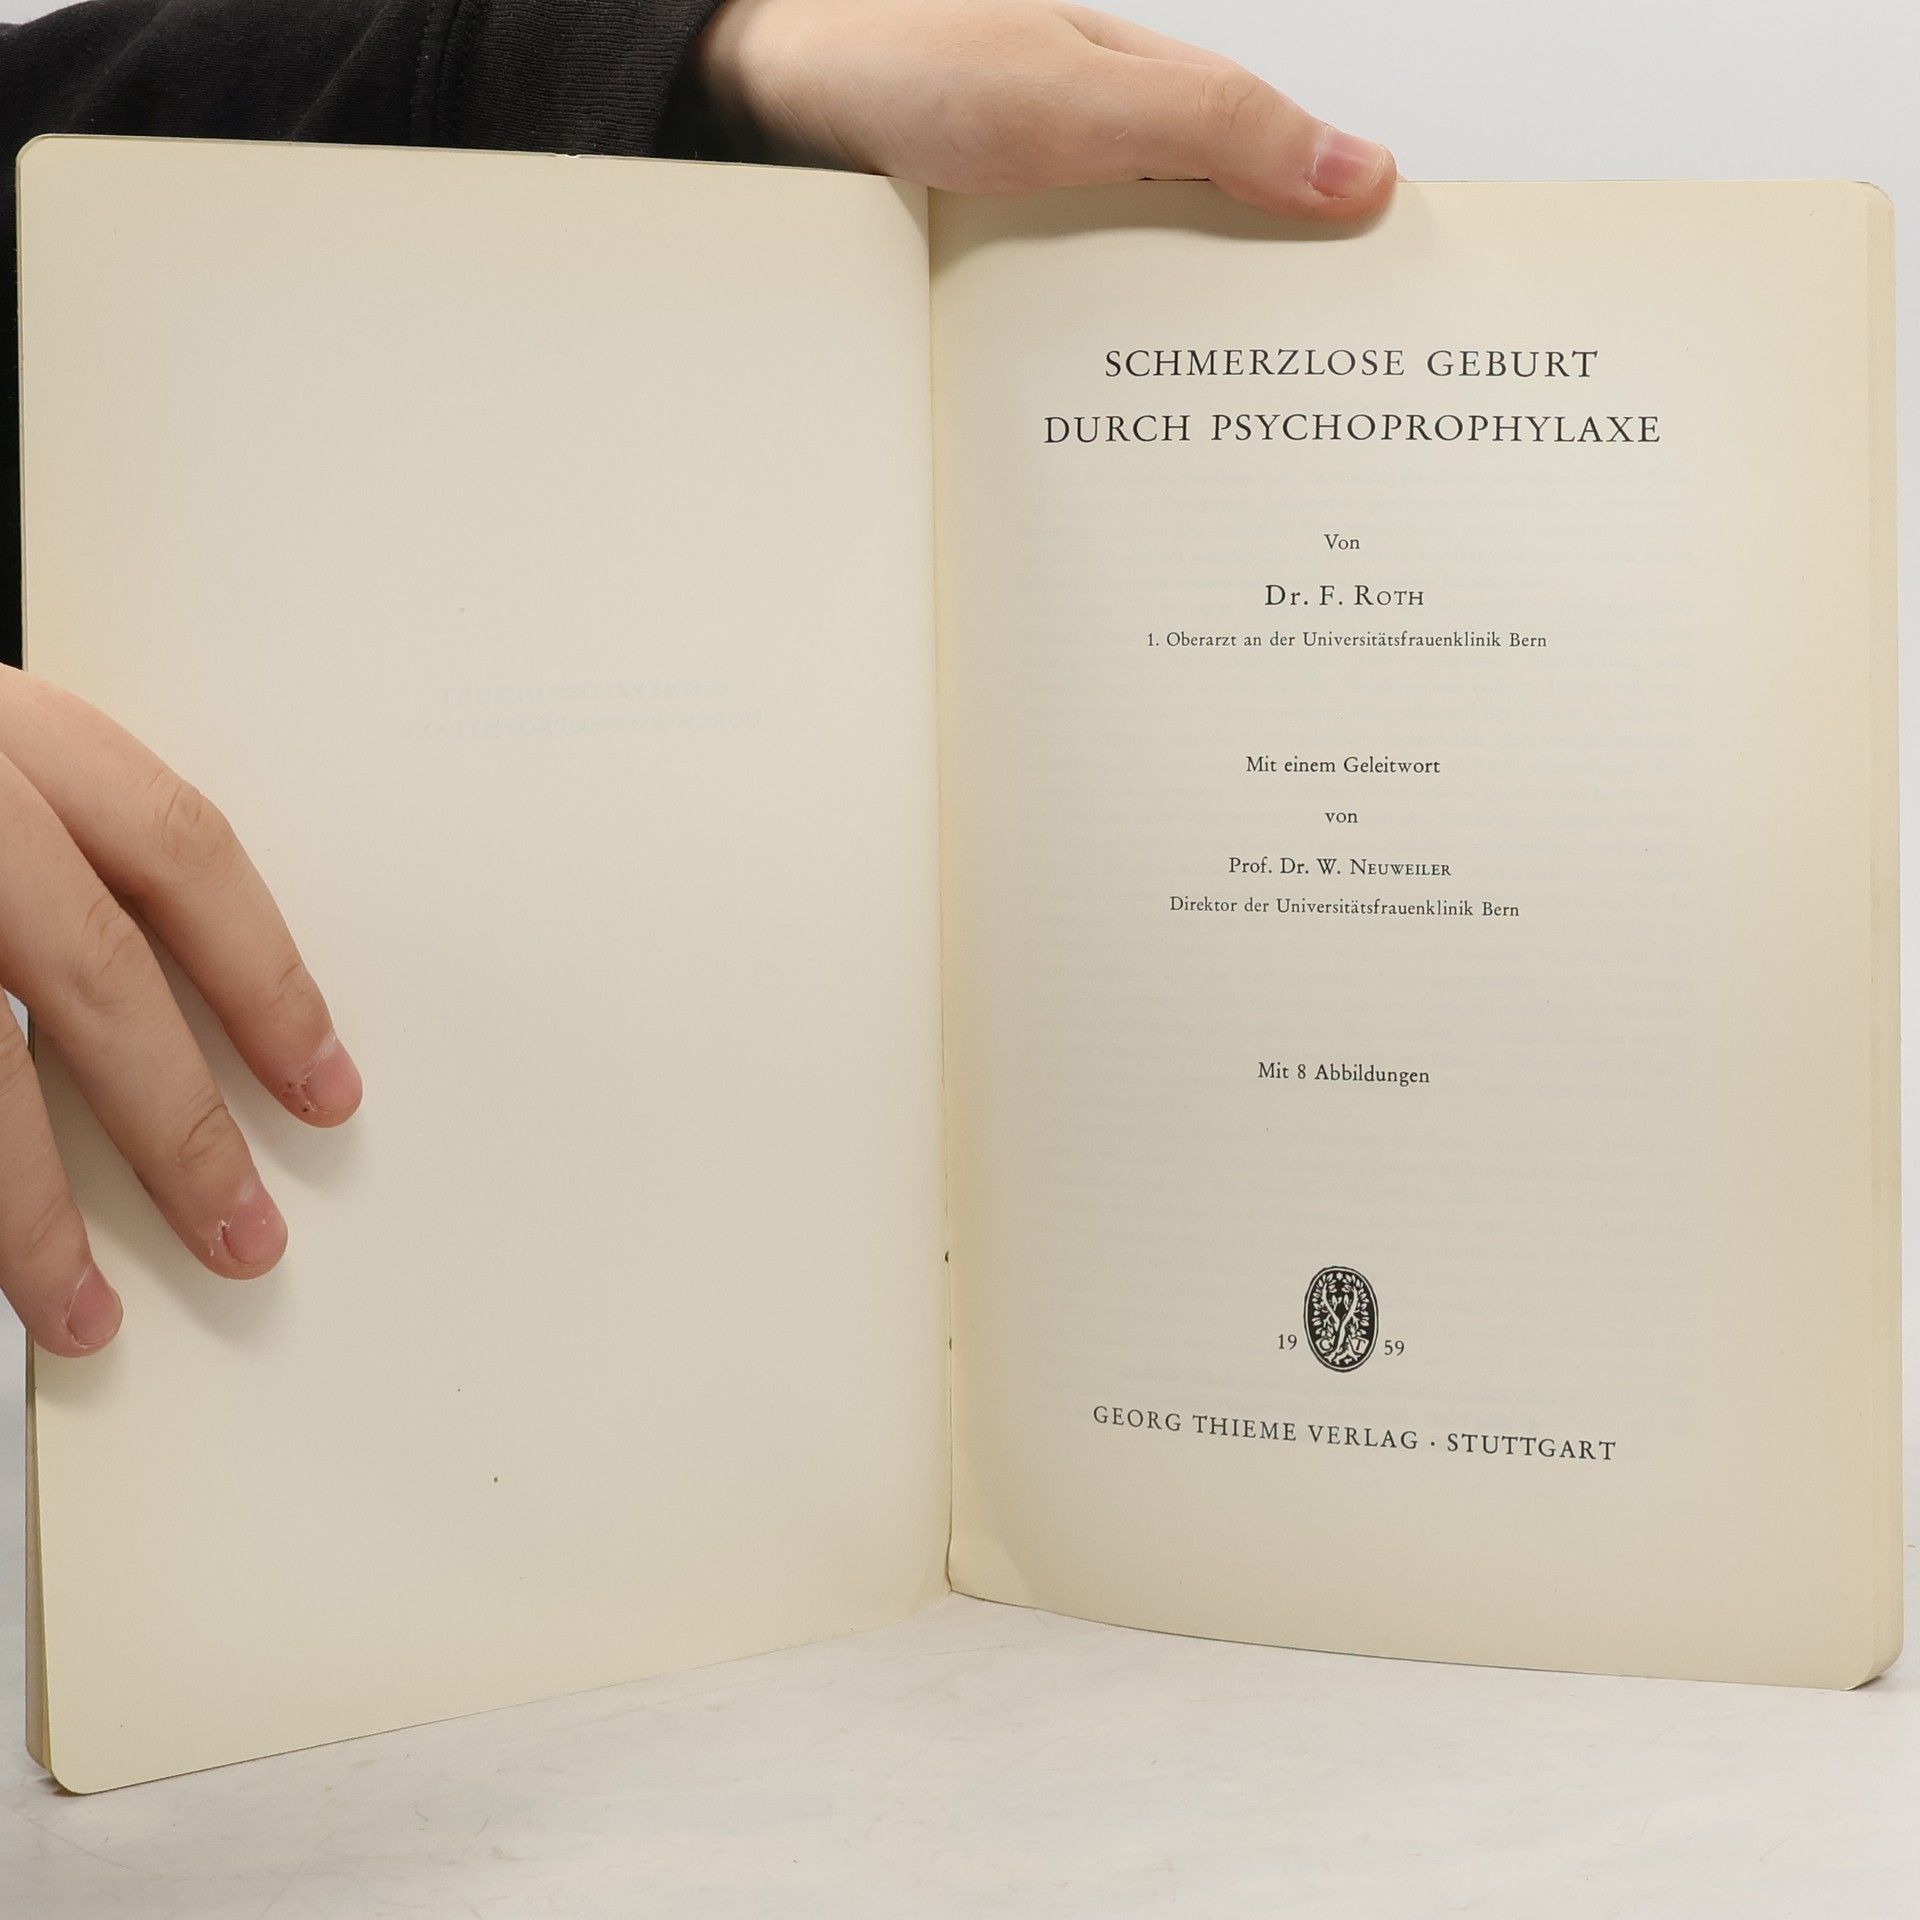 SCHMERZLOSE GEBURT
DURCH PSYCHOPROPHYLAXE
Von
Dr. F. ROTH
1. Oberarzt an der Universitätsfrauenklinik Bern
Mit einem Geleitwort
von
Prof. Dr. W. NEUWEILER
Direktor der Universitätsfrauenklinik Bern
Mit 8 Abbildungen
19 G T 59
GEORG THIEME VERLAG · STUTTGART